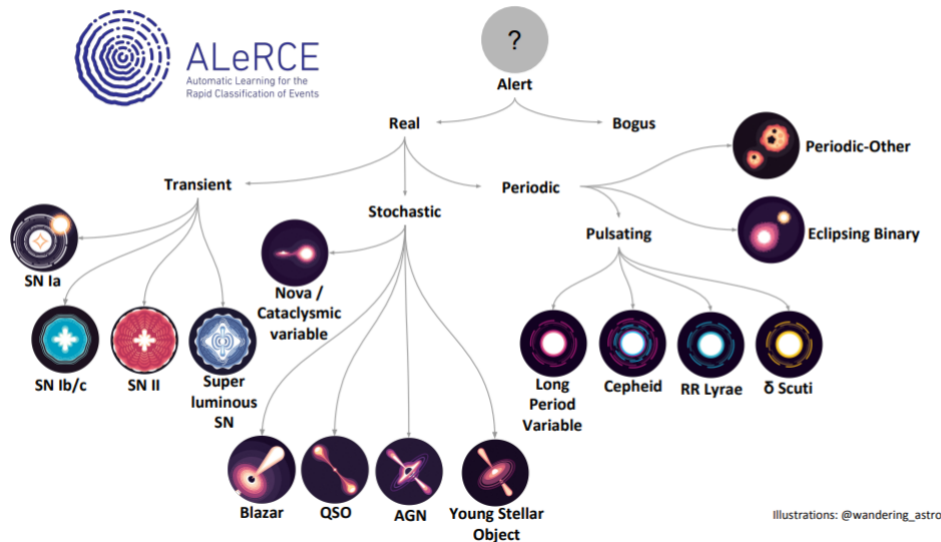 ?
ALeRCE
Automatic Learning for the
Rapid Classification of Events
Alert
Real
Bogus
Periodic-Other
Transient
Periodic
Stochastic
Pulsating
Eclipsing Binary
SN Ia
Nova /
Cataclysmic
variable
SN Ib/c
SN II
Super
luminous
SN
Long
Period
Variable
Cepheid
RR Lyrae
δ Scuti
Blazar
QSO
AGN
Young Stellar
Object
Illustrations: @wandering_astro